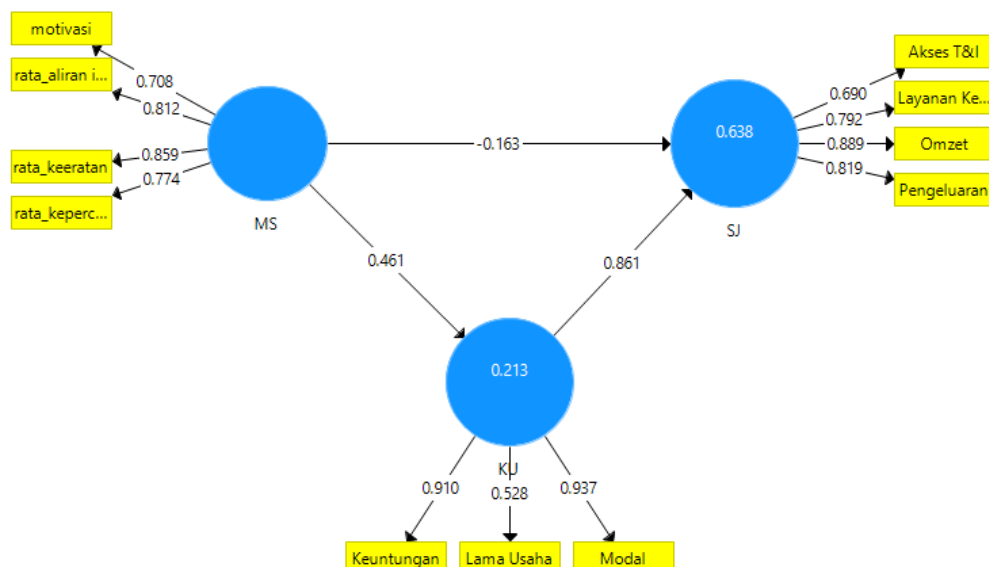 motivasi
rata_aliran i...
rata_keeratan
rata_keperc...
0.708
0.812
0.859
0.774
MS
-0.163
0.461
0.861
0.638
SJ
0.690
0.792
0.889
0.819
Akses T&I
Layanan Ke...
Omzet
Pengeluaran
0.213
KU
0.910
0.528
0.937
Keuntungan
Lama Usaha
Modal